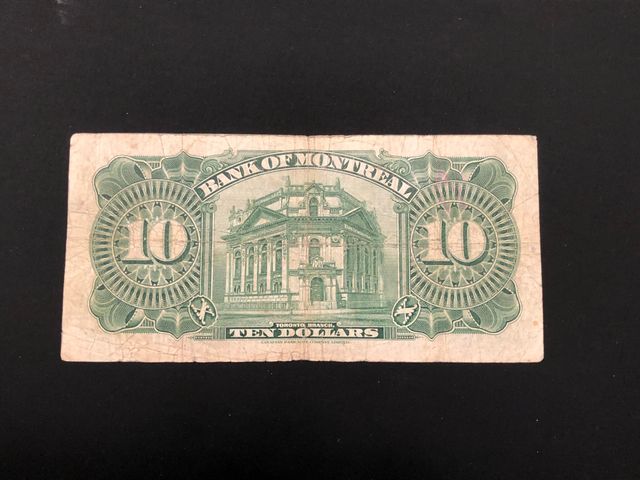 BANK OF MONTREAL
10
10
X
X
TORONTO, BRANCH.
TEN DOLLARS
CANADIAN BANK NOTE COMPANY, LIMITED